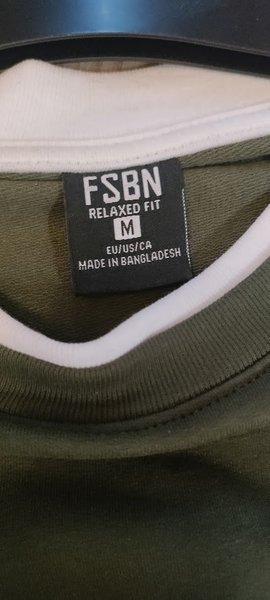 FSBN
RELAXED FIT
M
EU/US/CA
MADE IN BANGLADESH